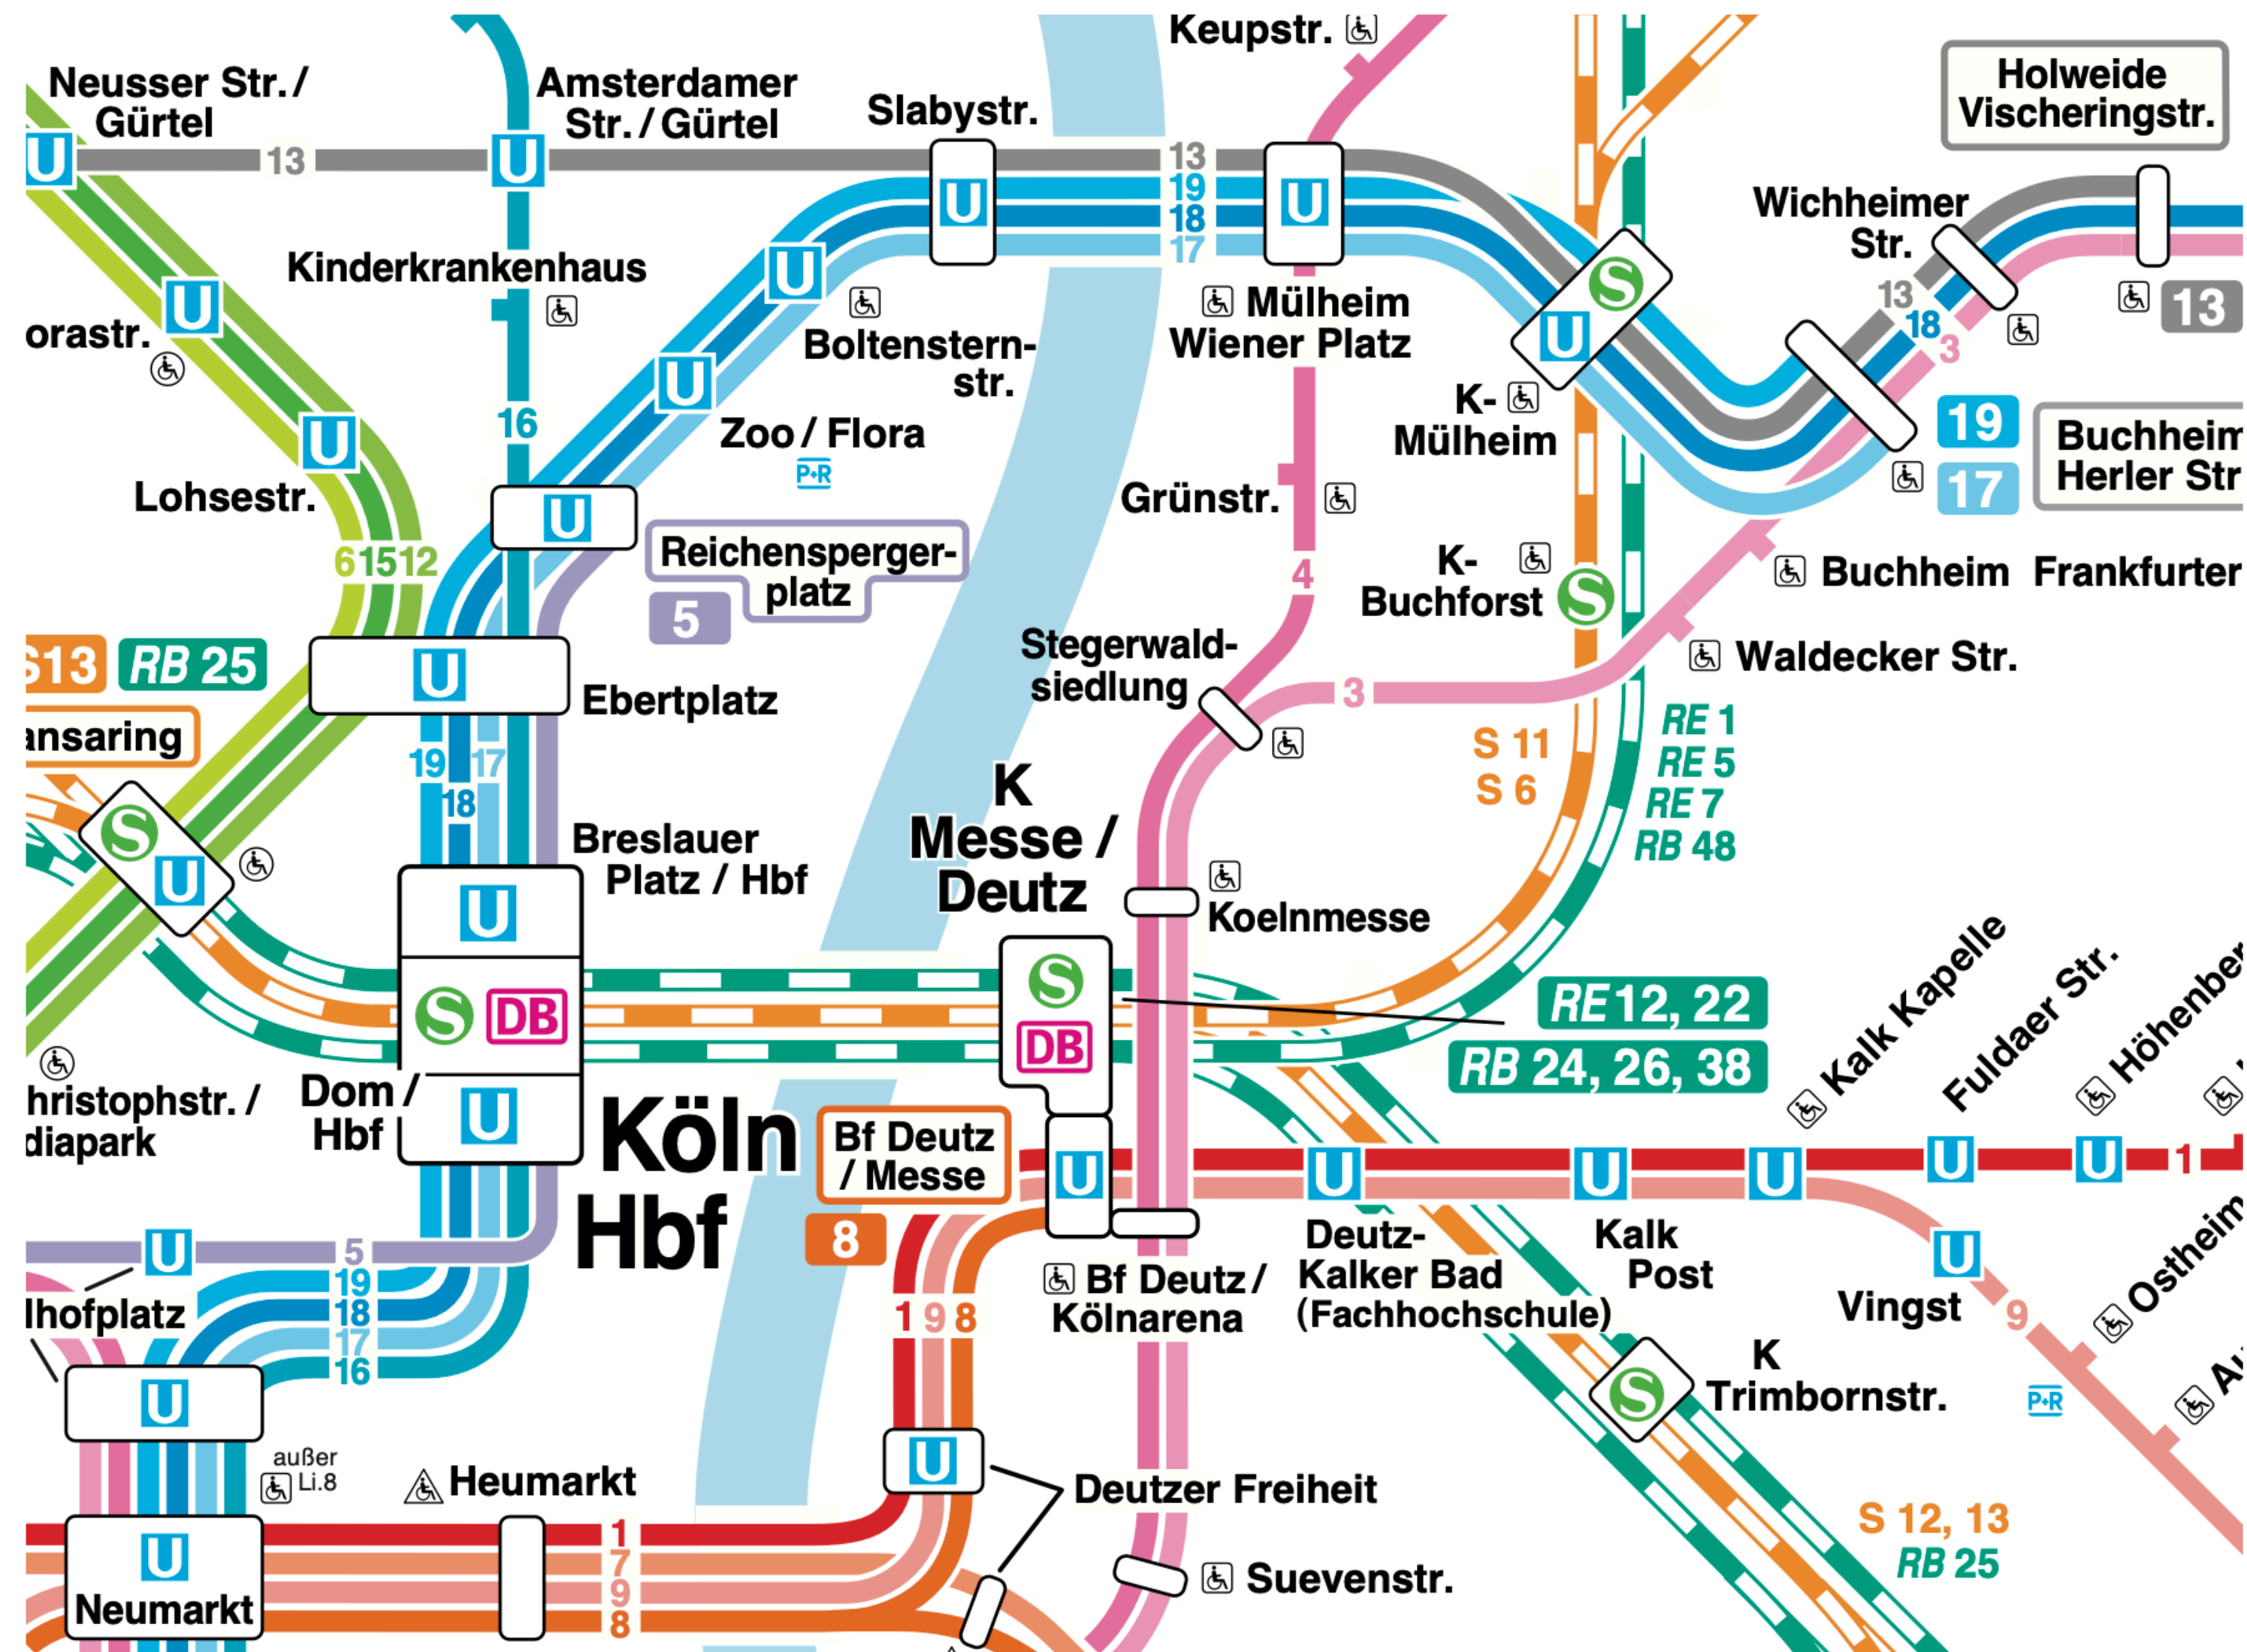 Keupstr.
Neusser Str./
Gürtel
Amsterdamer
Str./Gürtel
Slabystr.
Holweide
Vischeringstr.
U
13
U
U
13
19
18
17
U
Wichheimer
Str.
Kinderkrankenhaus
U
orastr.
U
Boltenstern-
str.
Mülheim
Wiener Platz
S
U
13
18
3
13
K-
Mülheim
U
Zoo / Flora
P+R
16
U
Lohsestr.
19
17
Buchheim
Herler Str
Grünstr.
U
6 15 12
Reichensperger-
platz
5
4
K-
Buchforst
S
Buchheim Frankfurter
S13
RB 25
ansaring
U
Ebertplatz
Stegerwald-
siedlung
3
Waldecker Str.
S 11
S 6
RE 1
RE 5
RE 7
RB 48
19
18
17
S
U
Breslauer
Platz / Hbf
U
K
Messe /
Deutz
Koelnmesse
S
DB
S
DB
RE 12, 22
RB 24, 26, 38
Kalk Kapelle
Fuldaer Str.
Höhenber
hristophstr. /
diapark
Dom /
Hbf
U
Köln
Hbf
Bf Deutz
/ Messe
8
U
U
U
U
U
U
1
Deutz-
Kalker Bad
(Fachhochschule)
Kalk
Post
U
Vingst
9
Ostheim
Bf Deutz /
Kölnarena
1 9 8
U
5
19
18
17
16
lhofplatz
U
S
K
Trimbornstr.
P+R
Au
außer
Li.8
Heumarkt
U
Deutzer Freiheit
S 12, 13
RB 25
1
7
9
8
U
Neumarkt
Suevenstr.